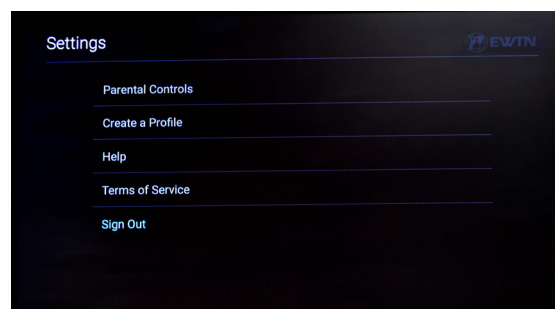 Settings
EWTN
Parental Controls
Create a Profile
Help
Terms of Service
Sign Out